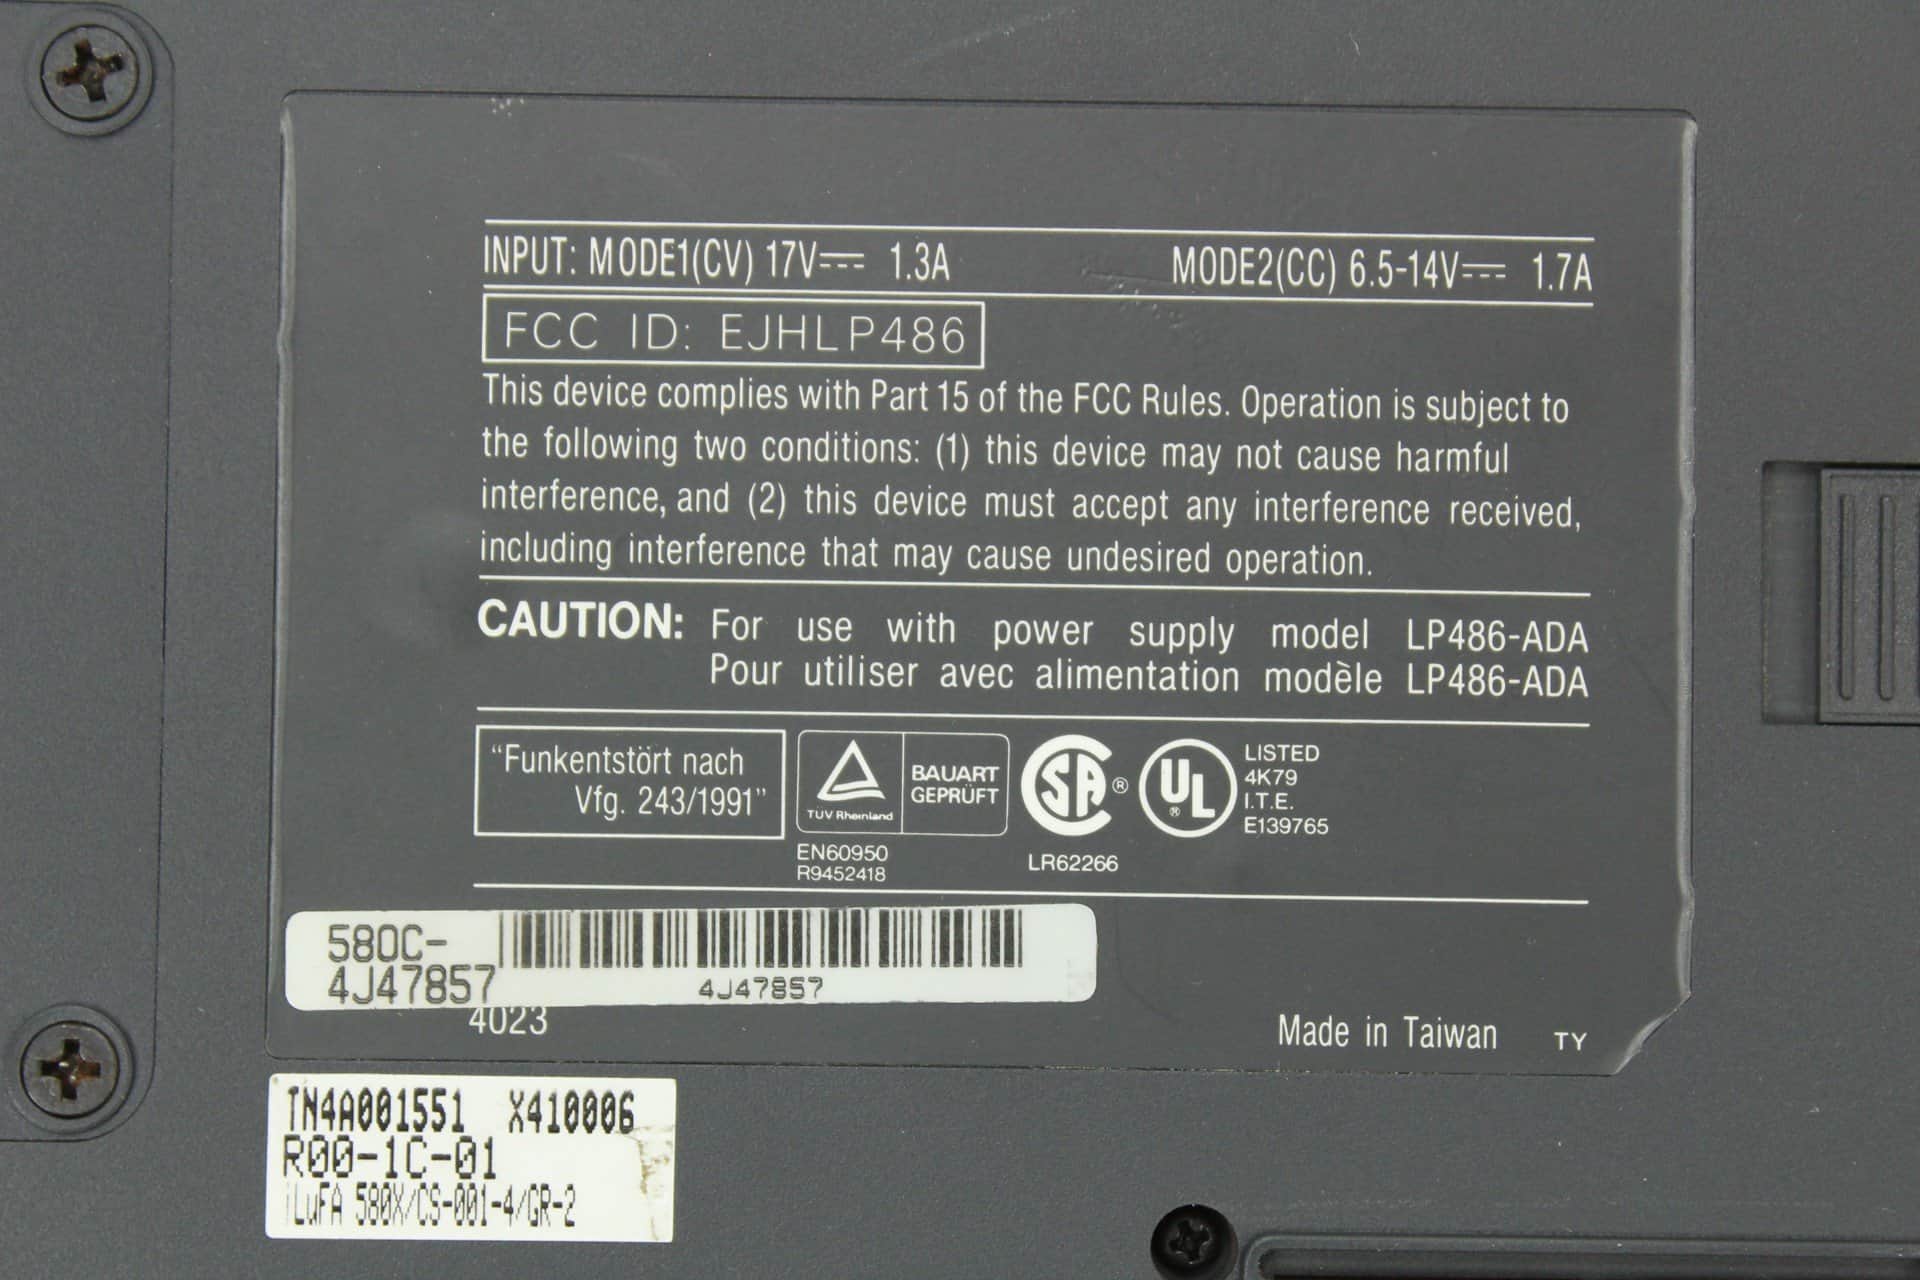 INPUT: MODE1(CV) 17V 1.3A MODE2(CC) 6.5-14V 1.7A
FCC ID: EJHLP486
This device complies with Part 15 of the FCC Rules. Operation is subject to
the following two conditions: (1) this device may not cause harmful
interference, and (2) this device must accept any interference received,
including interference that may cause undesired operation.
CAUTION: For use with power supply model LP486-ADA
Pour utiliser avec alimentation modèle LP486-ADA
"Funkentstört nach
Vfg. 243/1991"
TÜV Rheinland
BAUART
GEPRÜFT
EN60950
R9452418
SA ®
LR62266
UL ®
LISTED
4K79
I.T.E.
E139765
580C-
4J47857
4J47857
4023
Made in Taiwan TY
TN4A001551 X410006
R00-1C-01
iLuFA 580X/CS-001-4/GR-2